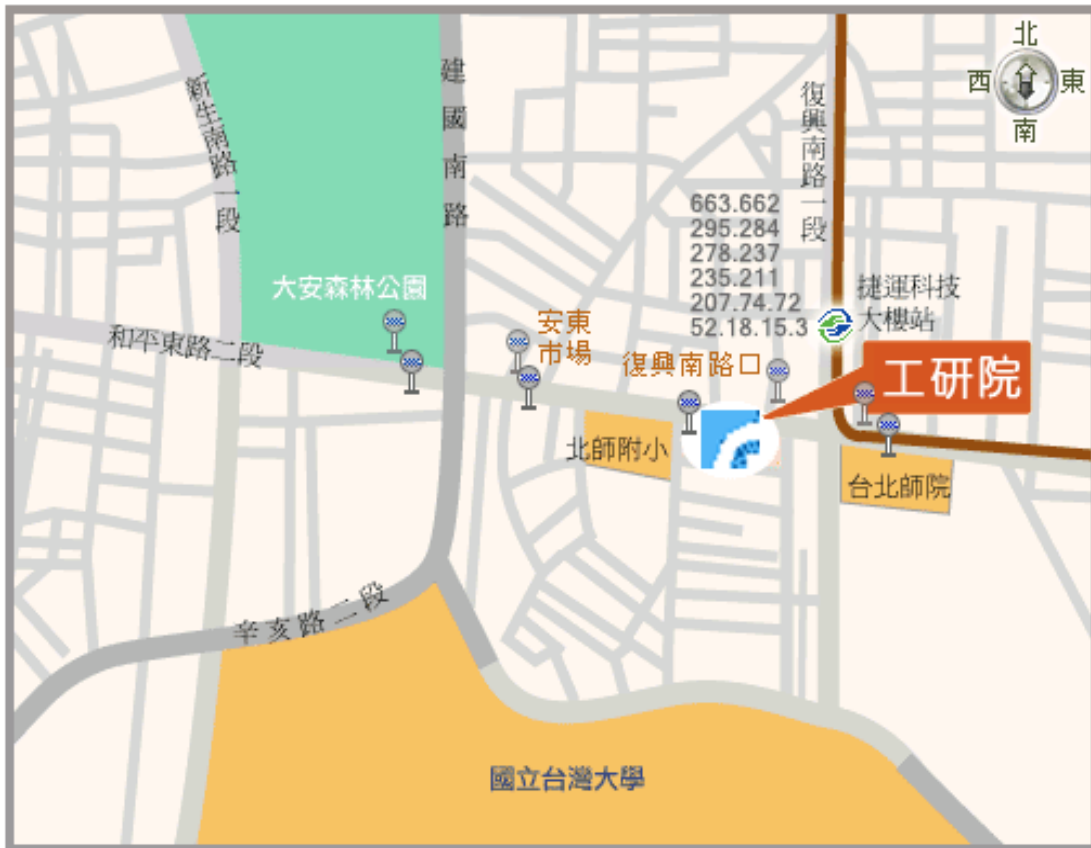 北
西
東
南
新生南路一段
建國南路
復興南路一段
663.662
295.284
278.237
235.211
207.74.72
52.18.15.3
捷運科技
大樓站
大安森林公園
安東
市場
和平東路二段
復興南路口
工研院
北師附小
台北師院
辛亥路二段
國立台灣大學